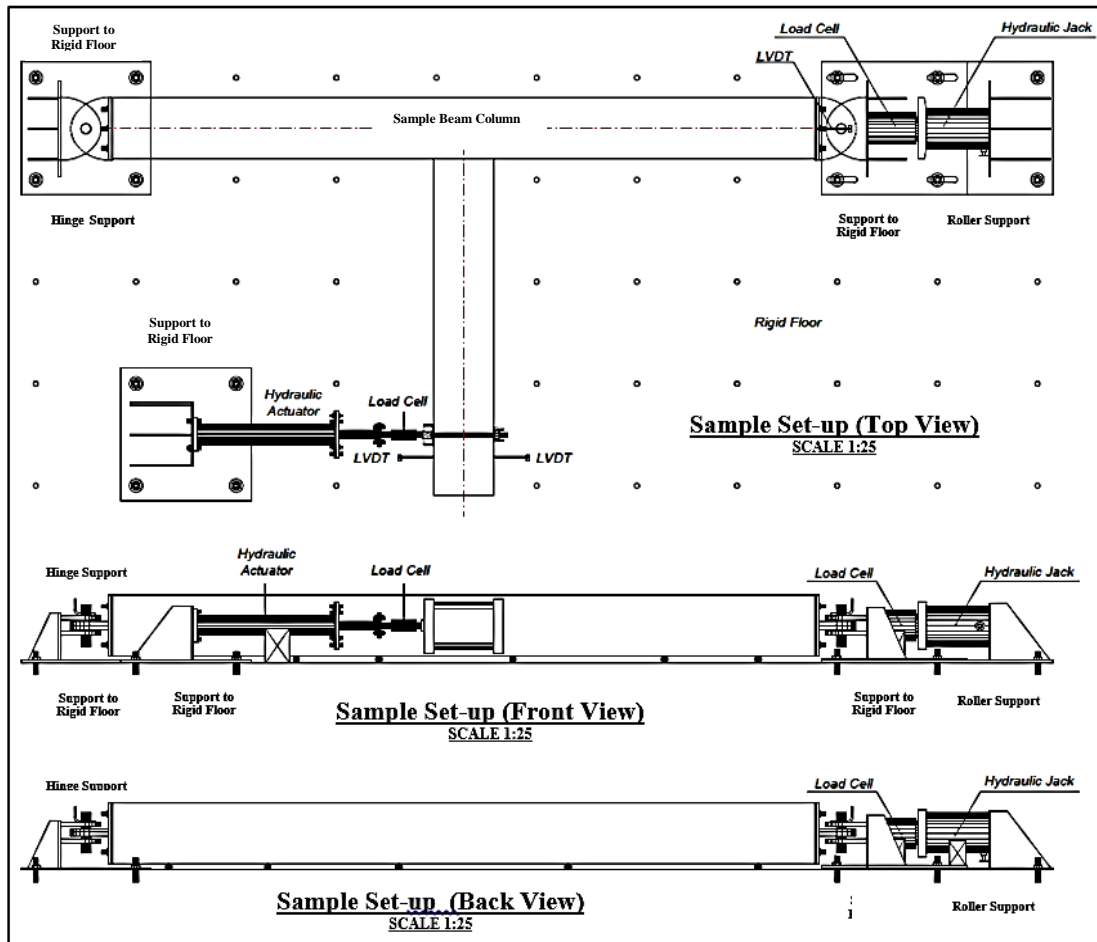 Support to
Rigid Floor
Load Cell
Hydraulic Jack
LVDT
Sample Beam Column
Hinge Support
Support to
Rigid Floor
Roller Support
Support to
Rigid Floor
Rigid Floor
Hydraulic
Actuator
Load Cell
Sample Set-up (Top View)
SCALE 1:25
LVDT
LVDT
Hinge Support
Hydraulic
Actuator
Load Cell
Load Cell
Hydraulic Jack
Support to
Rigid Floor
Support to
Rigid Floor
Support to
Rigid Floor
Roller Support
Sample Set-up (Front View)
SCALE 1:25
Hinge Support
Load Cell
Hydraulic Jack
Sample Set-up (Back View)
SCALE 1:25
Roller Support